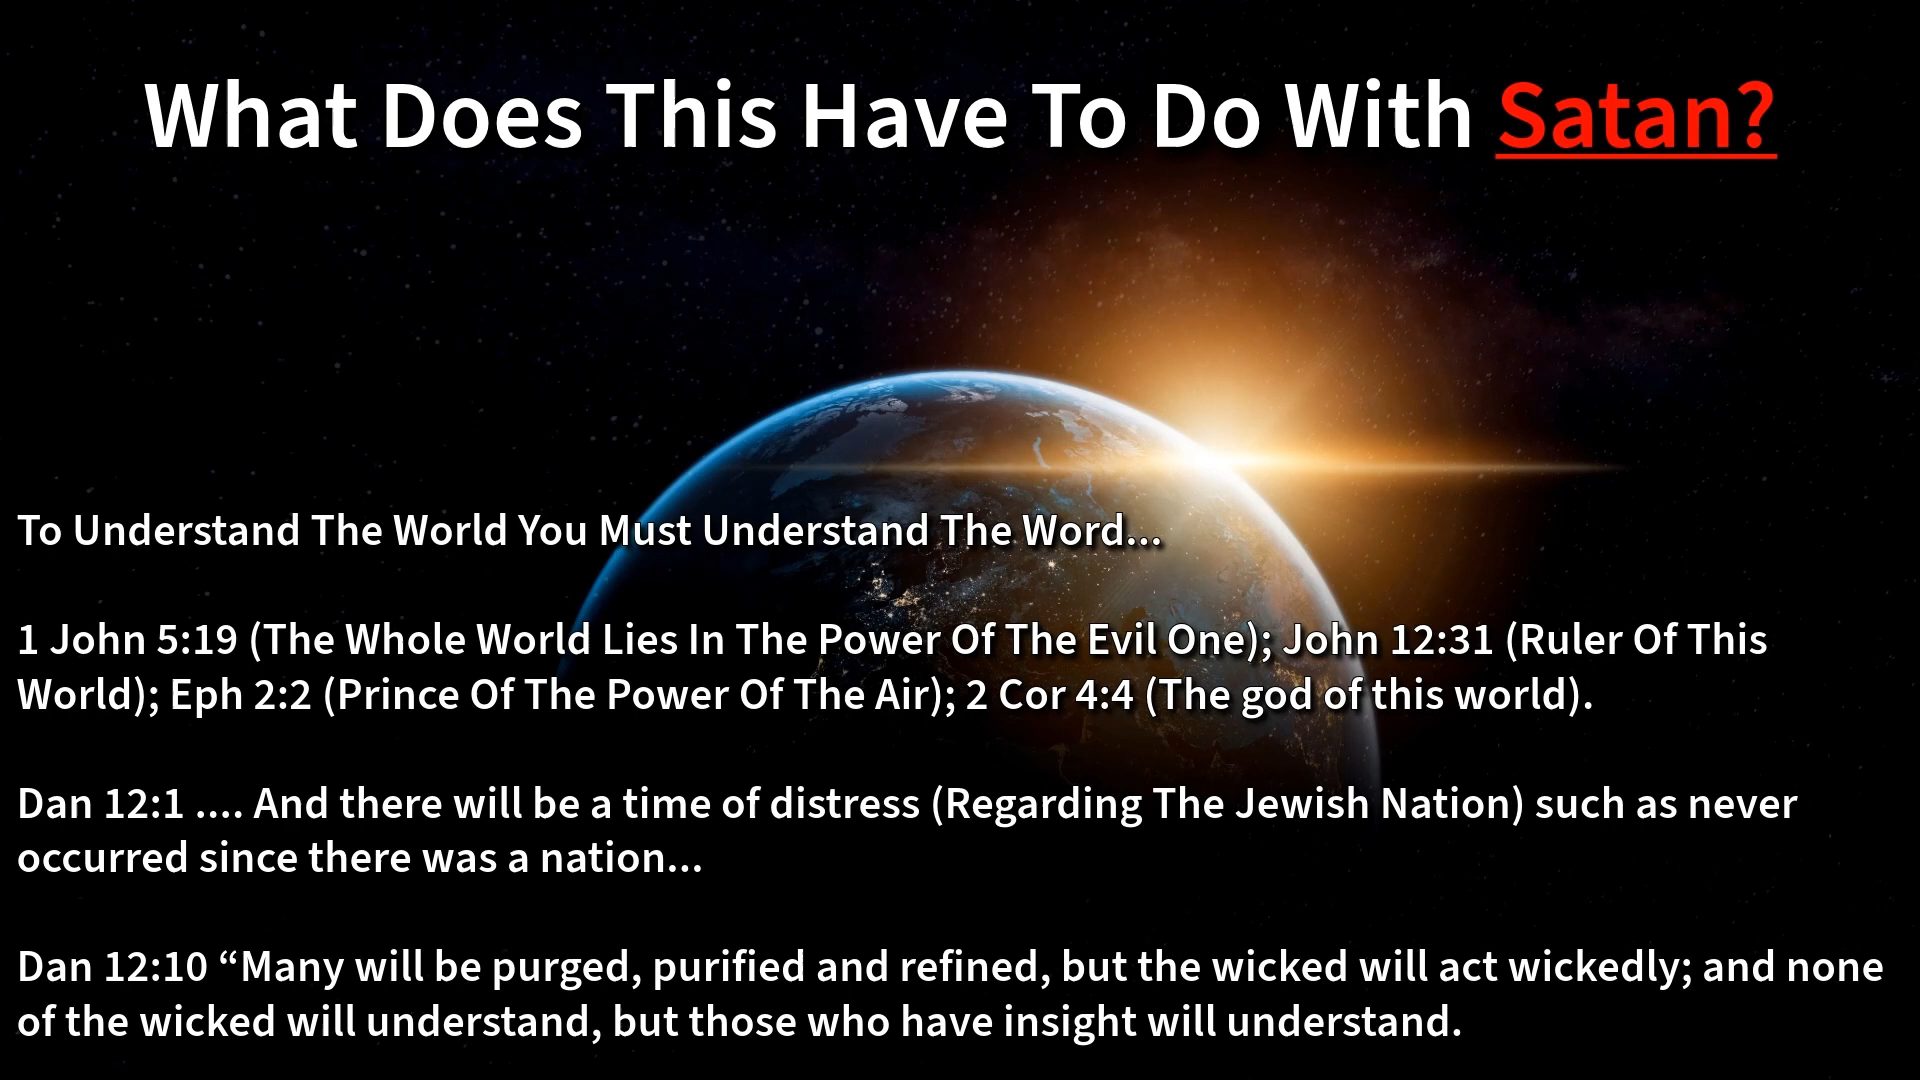 What Does This Have To Do With Satan?
To Understand The World You Must Understand The Word...
1 John 5:19 (The Whole World Lies In The Power Of The Evil One); John 12:31 (Ruler Of This
World); Eph 2:2 (Prince Of The Power Of The Air); 2 Cor 4:4 (The god of this world).
Dan 12:1 .... And there will be a time of distress (Regarding The Jewish Nation) such as never
occurred since there was a nation...
Dan 12:10 “Many will be purged, purified and refined, but the wicked will act wickedly; and none
of the wicked will understand, but those who have insight will understand.